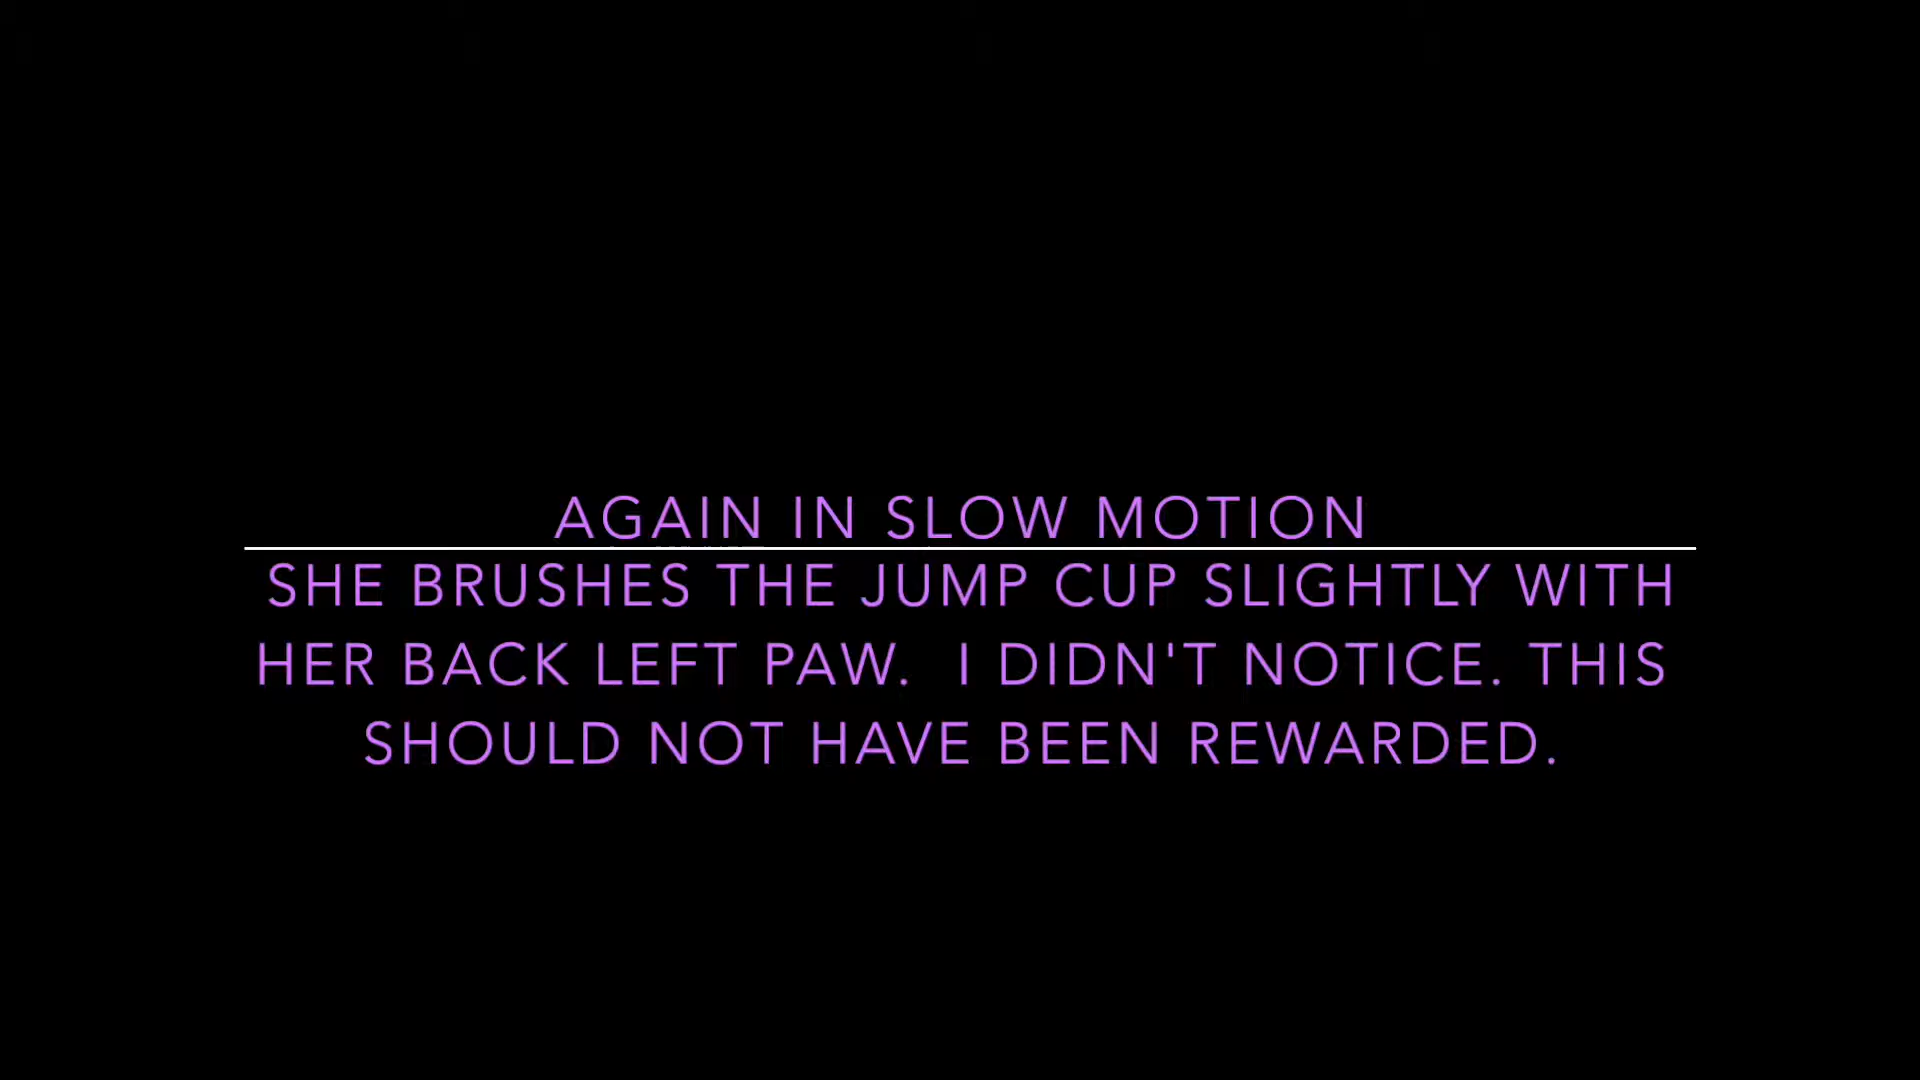 AGAIN IN SLOW MOTION
SHE BRUSHES THE JUMP CUP SLIGHTLY WITH
HER BACK LEFT PAW.  I DIDN'T NOTICE. THIS
SHOULD NOT HAVE BEEN REWARDED.